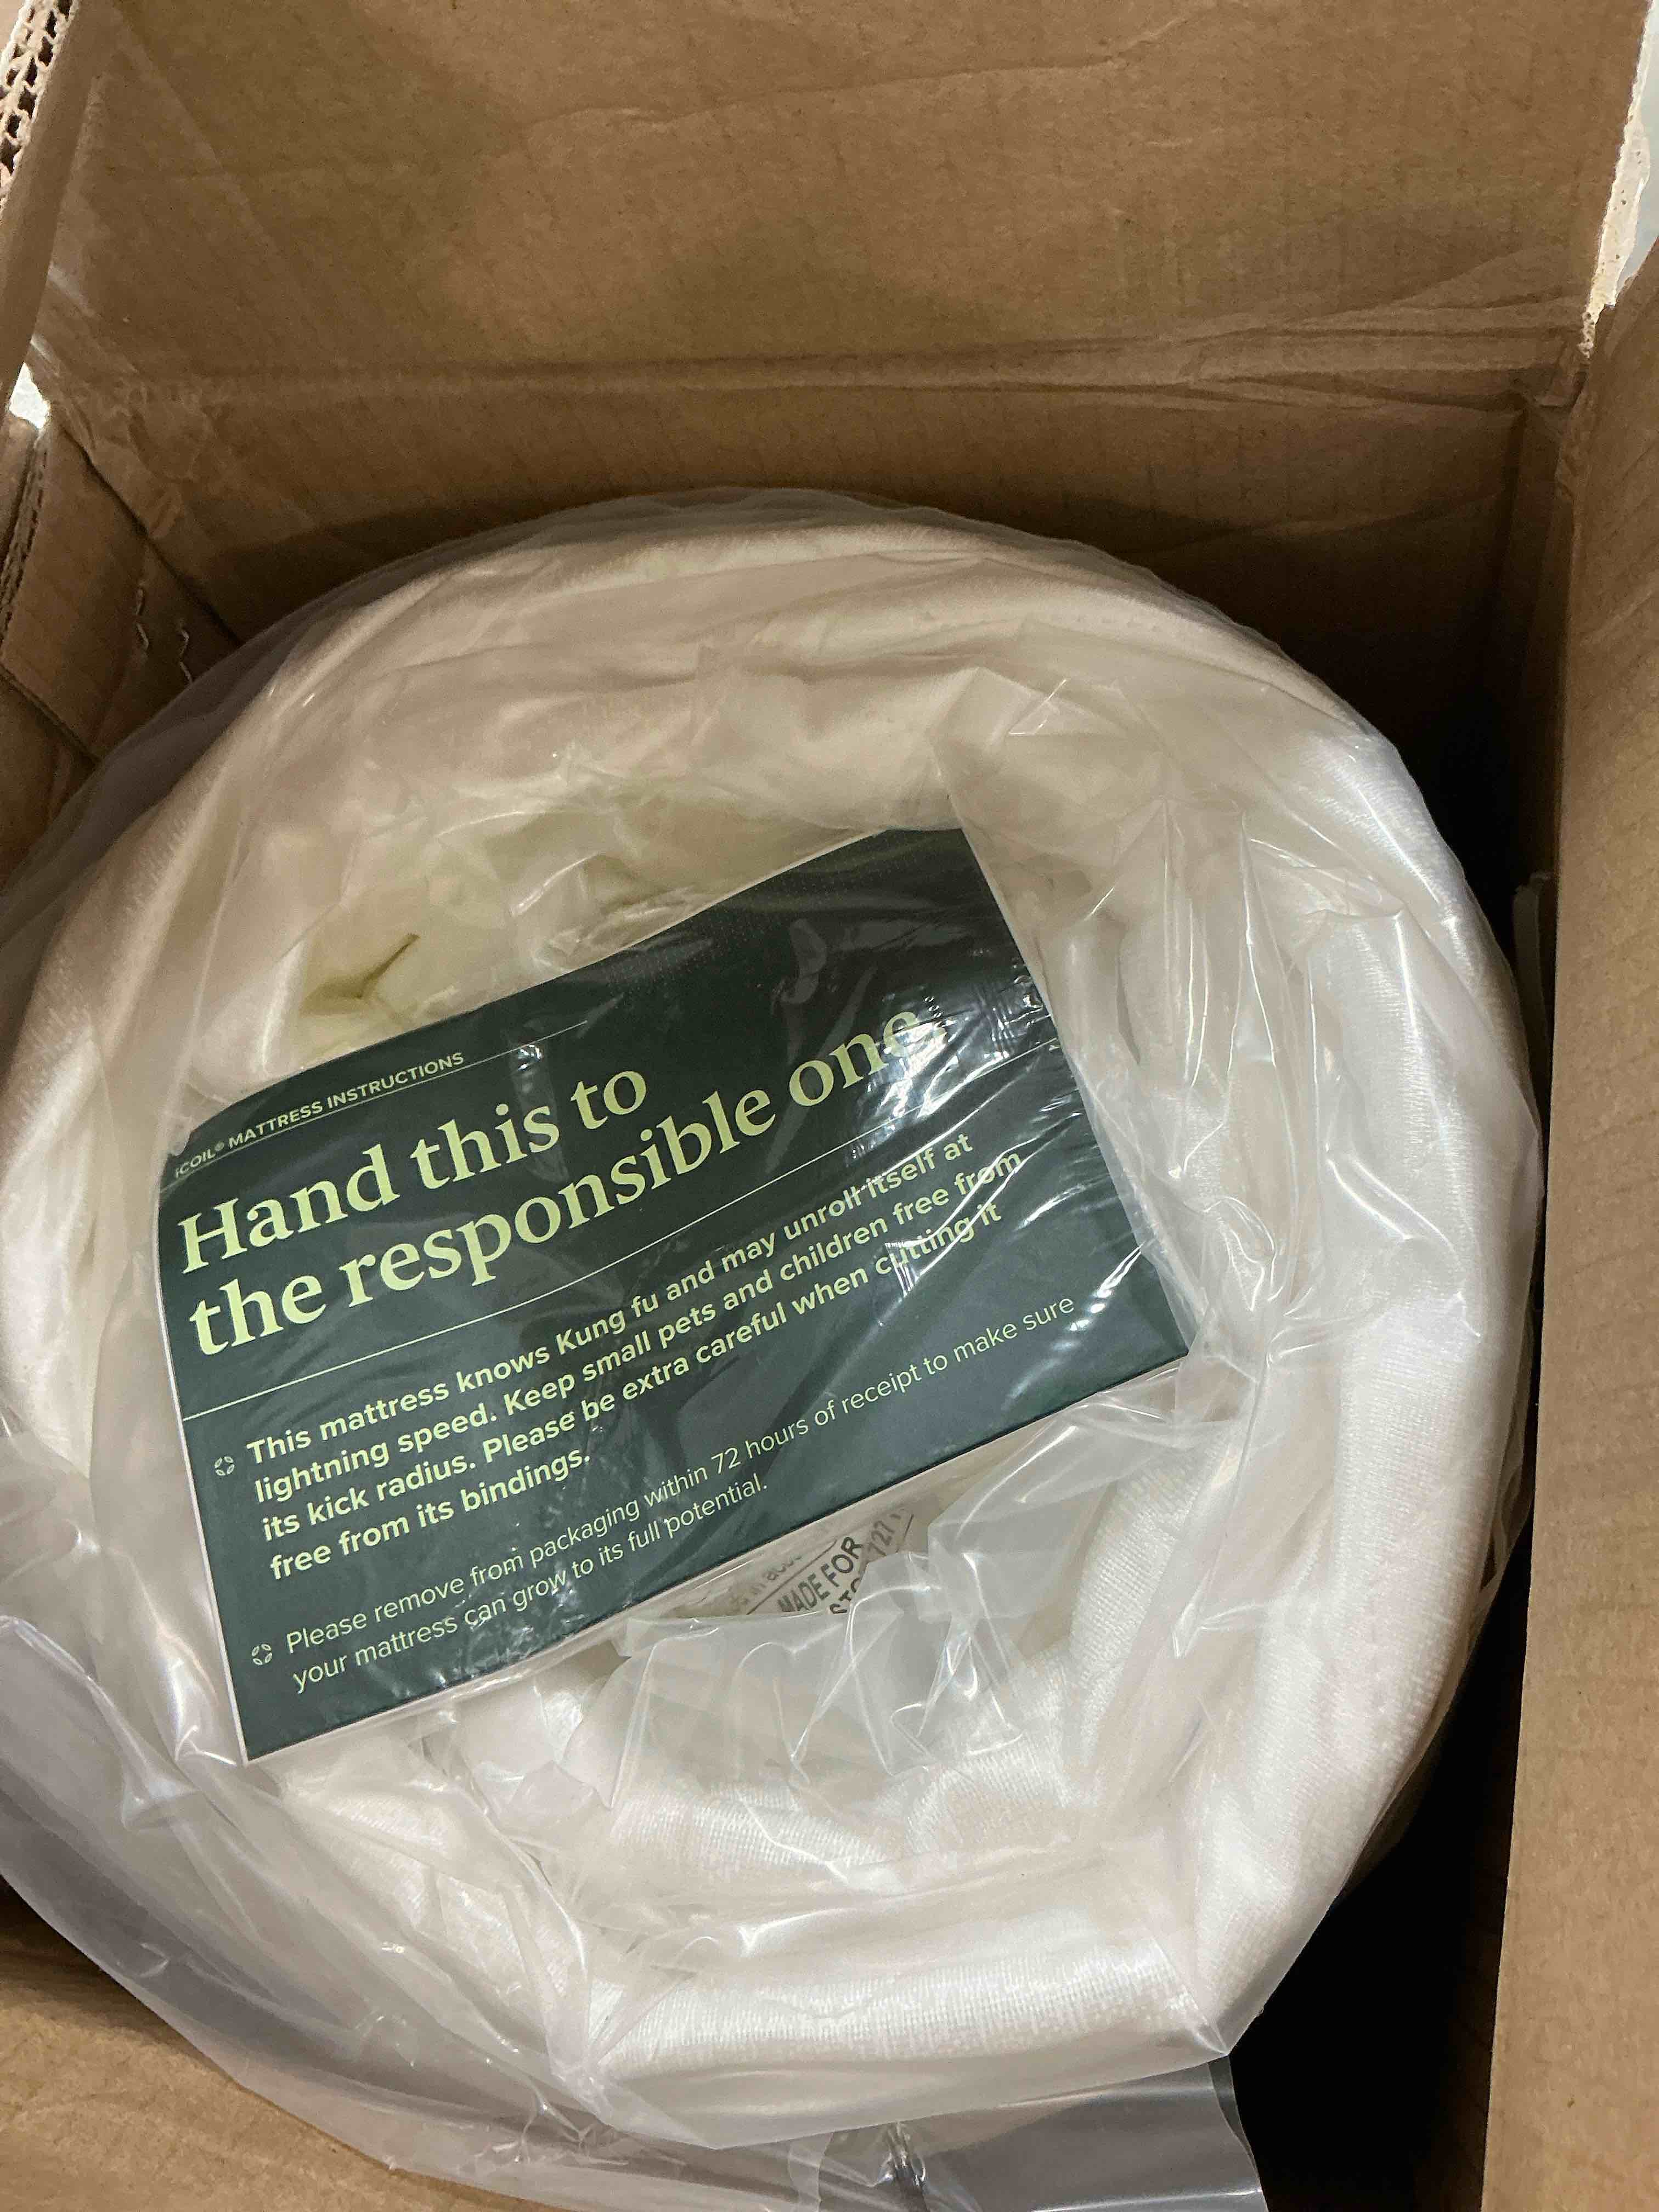 iCOIL® MATTRESS INSTRUCTIONS
Hand this to
the responsible one.
This mattress knows Kung fu and may unroll itself at
lightning speed. Keep small pets and children free from
its kick radius. Please be extra careful when cutting it
free from its bindings.
Please remove from packaging within 72 hours of receipt to make sure
your mattress can grow to its full potential.
MADE FOR